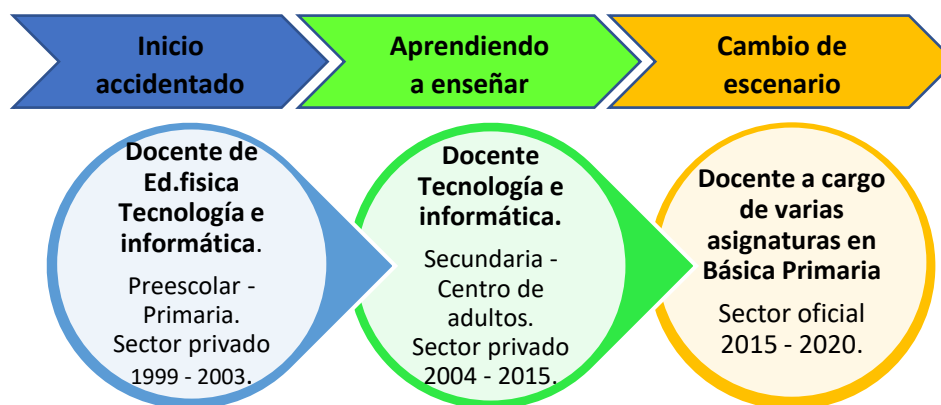 Inicio
accidentado
Aprendiendo
a enseñar
Cambio de
escenario
Docente de
Ed.fisica
Tecnología e
informática.
Preescolar -
Primaria.
Sector privado
1999 - 2003.
Docente
Tecnología e
informática.
Secundaria -
Centro de
adultos.
Sector privado
2004 - 2015.
Docente a cargo
de varias
asignaturas en
Básica Primaria
Sector oficial
2015 - 2020.